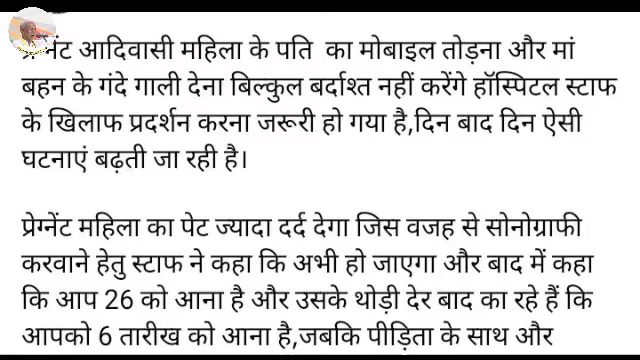 प्रेग्नेंट आदिवासी महिला के पति का मोबाइल तोड़ना और मां
बहन के गंदे गाली देना बिल्कुल बर्दाश्त नहीं करेंगे हॉस्पिटल स्टाफ
के खिलाफ प्रदर्शन करना जरूरी हो गया है,दिन बाद दिन ऐसी
घटनाएं बढ़ती जा रही है।
प्रेग्नेंट महिला का पेट ज्यादा दर्द देगा जिस वजह से सोनोग्राफी
करवाने हेतु स्टाफ ने कहा कि अभी हो जाएगा और बाद में कहा
कि आप 26 को आना है और उसके थोड़ी देर बाद का रहे हैं कि
आपको 6 तारीख को आना है,जबकि पीड़िता के साथ और